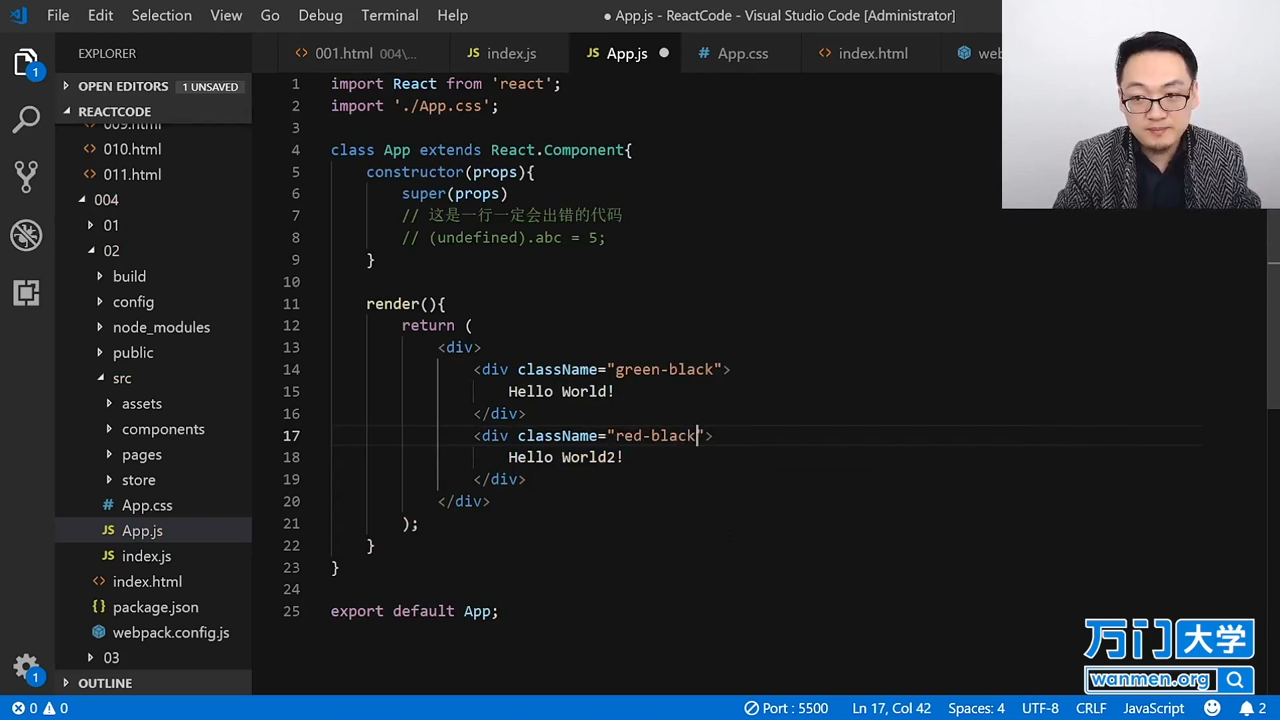 File Edit Selection View Go Debug Terminal Help ● App.js - ReactCode - Visual Studio Code [Administrator]
EXPLORER
001.html 004\...
JS index.js
JS App.js
# App.css
index.html
OPEN EDITORS 1 UNSAVED
REACTCODE
009.html
010.html
011.html
004
01
02
build
config
node_modules
public
src
assets
components
pages
store
# App.css
JS App.js
JS index.js
index.html
package.json
webpack.config.js
03
OUTLINE
1 import React from 'react';
2 import './App.css';
3
4 class App extends React.Component{
5 constructor(props){
6 super(props)
7 // 这是一行一定会出错的代码
8 // (undefined).abc = 5;
9 }
10
11 render(){
12 return (
13 <div>
14 <div className="green-black">
15 Hello World!
16 </div>
17 <div className="red-black">
18 Hello World2!
19 </div>
20 </div>
21 );
22 }
23 }
24
25 export default App;
万门大学
wanmen.org
0 0 Port : 5500 Ln 17, Col 42 Spaces: 4 UTF-8 CRLF JavaScript 2